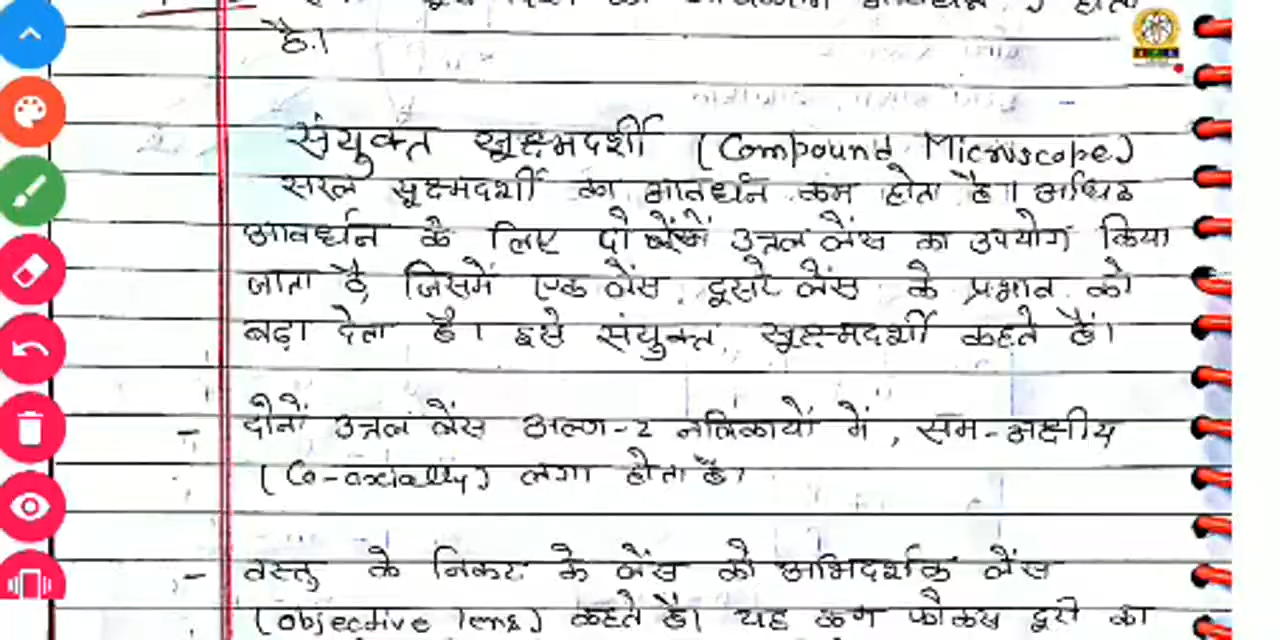 है।
संयुक्त सूक्ष्मदर्शी (Compound Microscope)
सरल सूक्ष्मदर्शी का आवर्धन कम होता है। अधिक
आवर्धन के लिए दो उत्तल लेंस का उपयोग किया
जाता है, जिसमें एक लेंस, दूसरे लेंस के प्रभाव को
बढ़ा देता है। इसे संयुक्त सूक्ष्मदर्शी कहते हैं।
- दोनों उत्तल लेंस अलग-2 नलिकायों में, सम-अक्षीय
(Co-axially) लगा होता है।
- वस्तु के निकट के लेंस को अभिदर्शक लेंस
(objective lens) कहते हैं। यह कम फोकस दूरी का